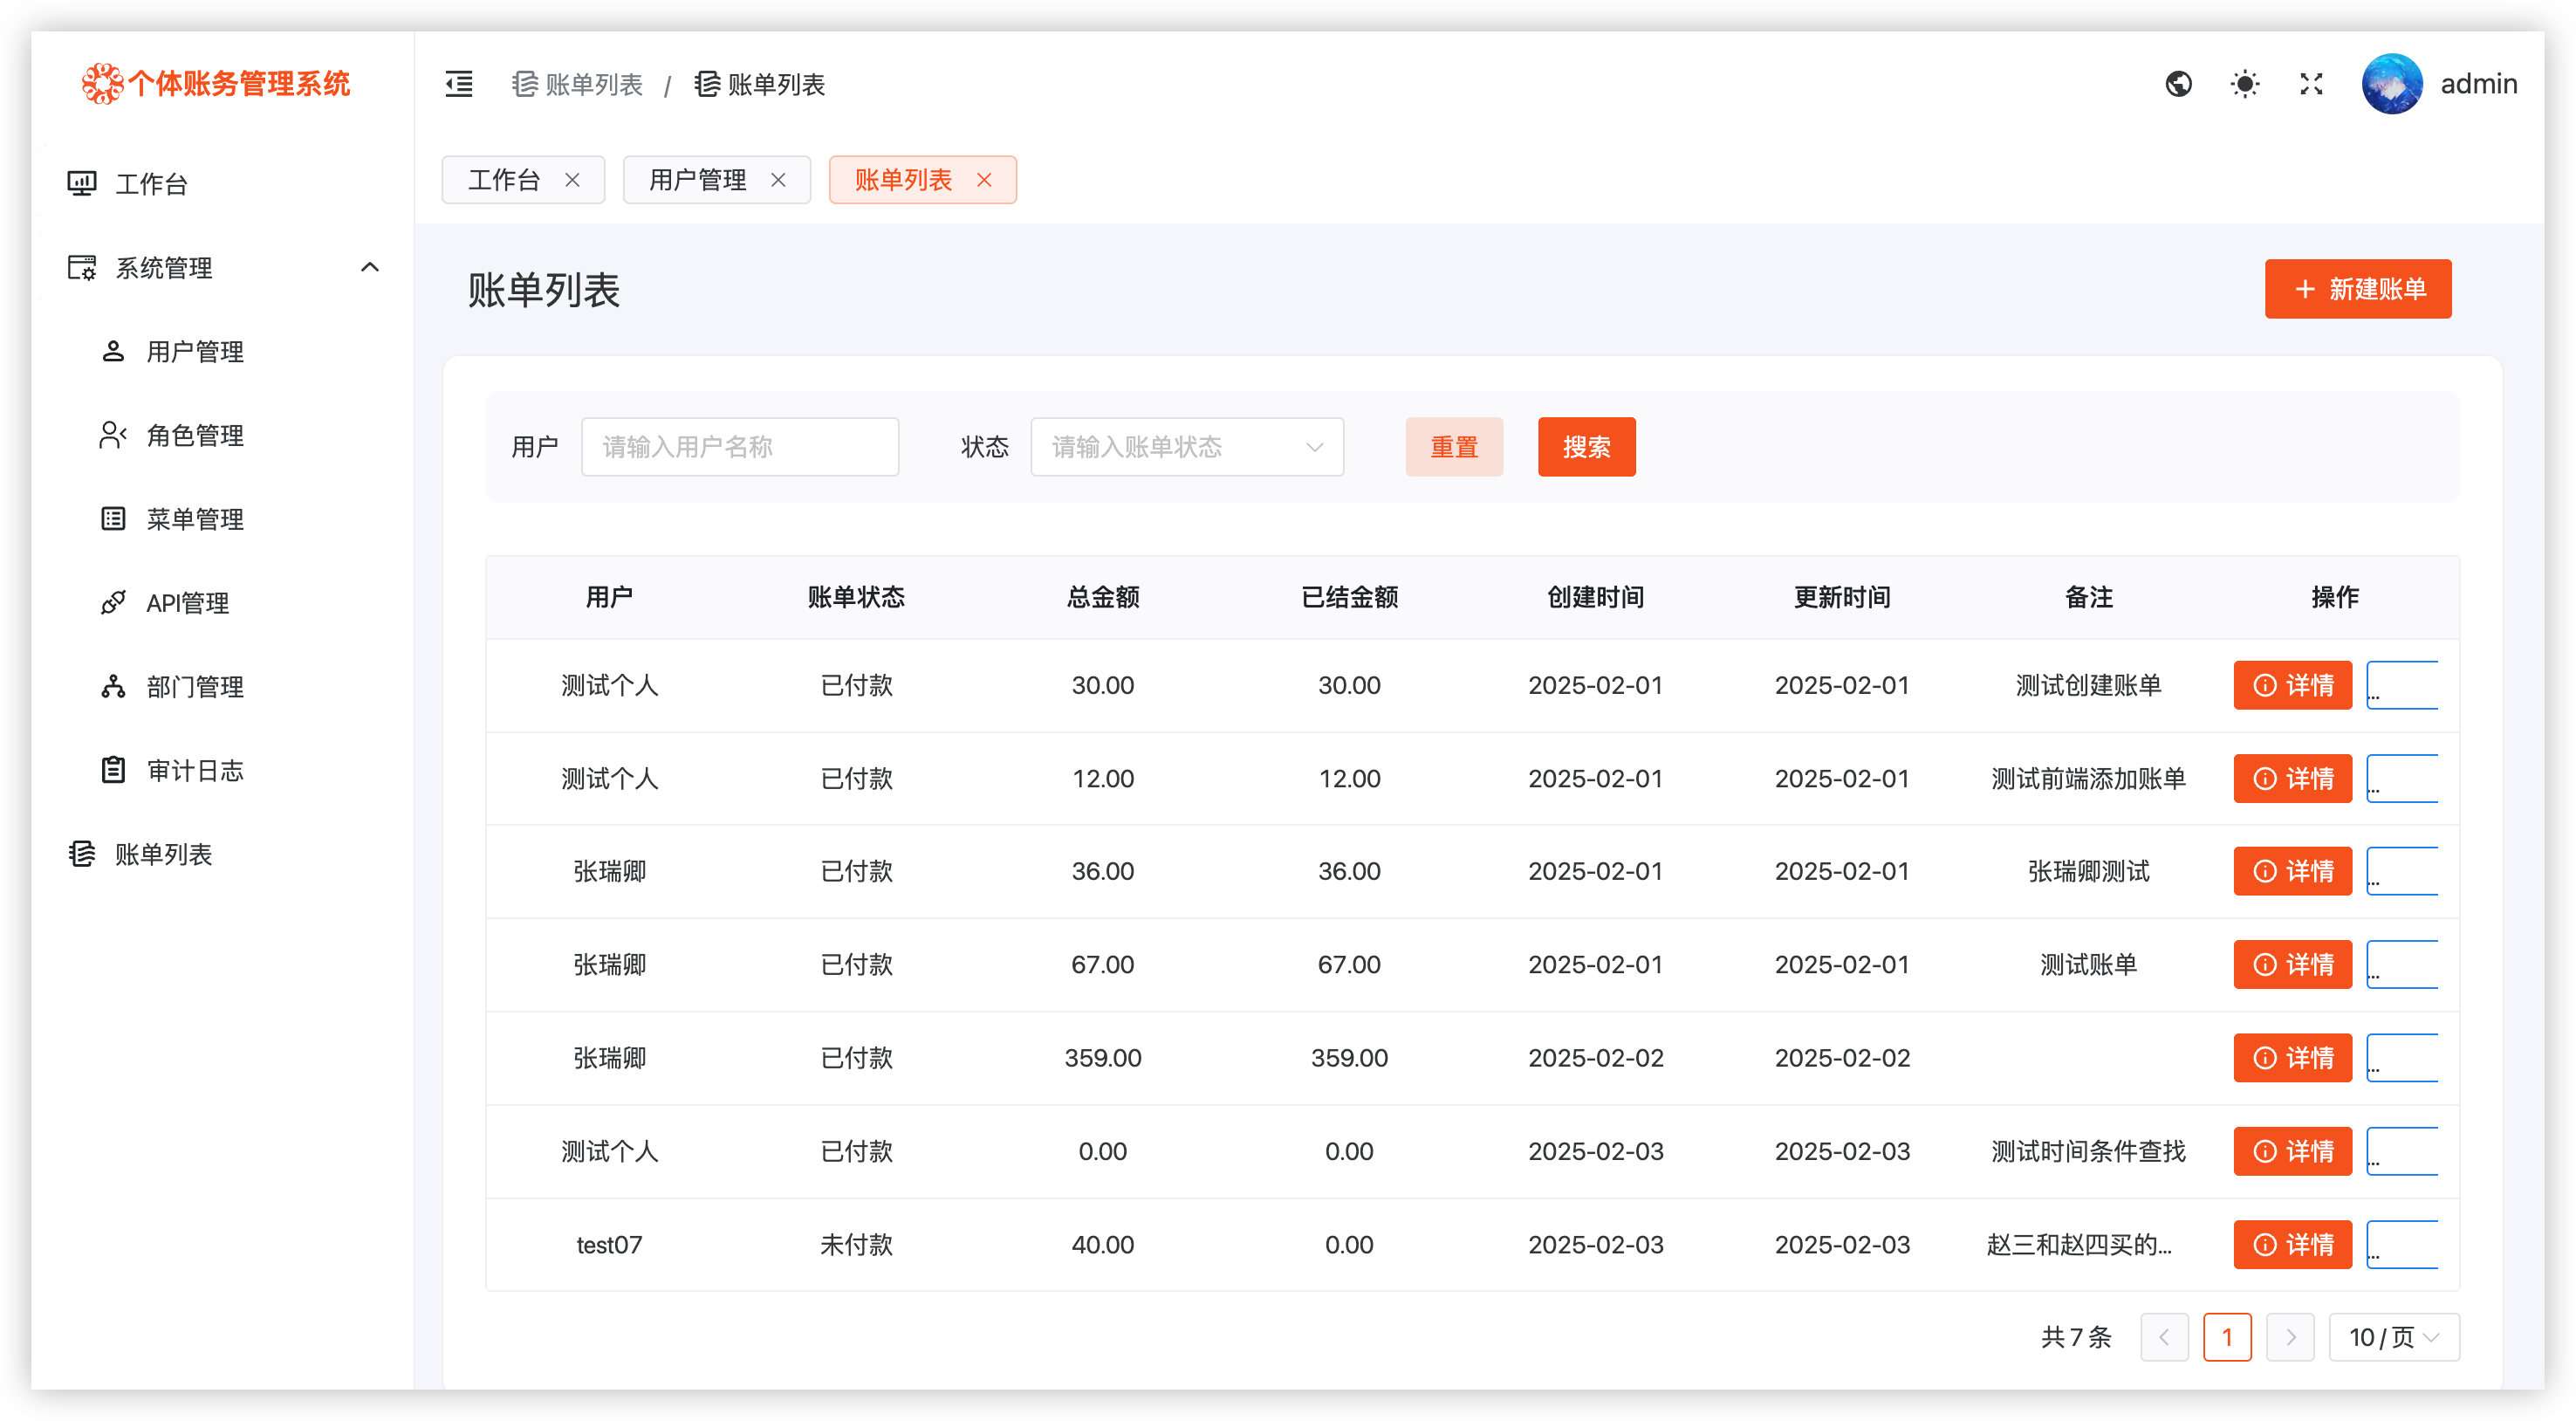 个体账务管理系统
账单列表 / 账单列表
admin
工作台
系统管理
用户管理
角色管理
菜单管理
API管理
部门管理
审计日志
账单列表
工作台 用户管理 账单列表
账单列表
新建账单
用户 请输入用户名称 状态 请输入账单状态 重置 搜索
用户 账单状态 总金额 已结金额 创建时间 更新时间 备注 操作
测试个人 已付款 30.00 30.00 2025-02-01 2025-02-01 测试创建账单 详情 ...
测试个人 已付款 12.00 12.00 2025-02-01 2025-02-01 测试前端添加账单 详情 ...
张瑞卿 已付款 36.00 36.00 2025-02-01 2025-02-01 张瑞卿测试 详情 ...
张瑞卿 已付款 67.00 67.00 2025-02-01 2025-02-01 测试账单 详情 ...
张瑞卿 已付款 359.00 359.00 2025-02-02 2025-02-02 详情 ...
测试个人 已付款 0.00 0.00 2025-02-03 2025-02-03 测试时间条件查找 详情 ...
test07 未付款 40.00 0.00 2025-02-03 2025-02-03 赵三和赵四买的... 详情 ...
共 7 条 1 10 / 页